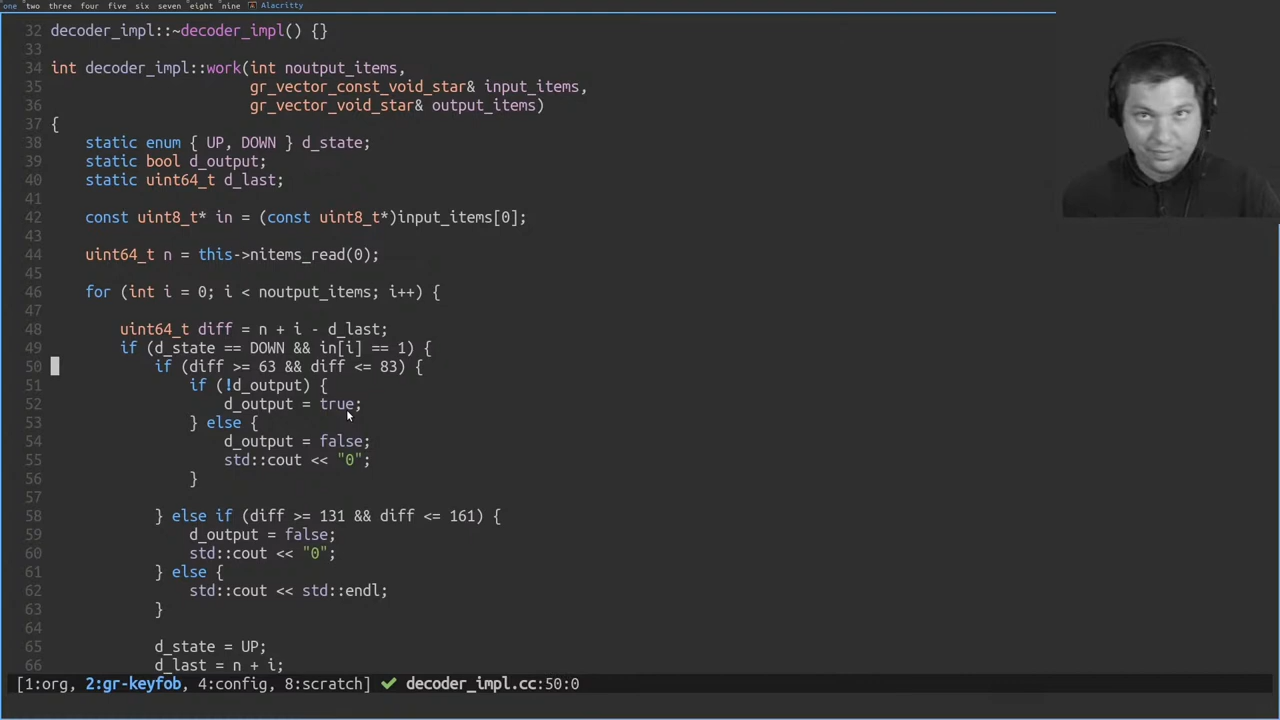 one two three four five six seven eight nine Alacritty
32 decoder_impl::~decoder_impl() {}
33
34 int decoder_impl::work(int noutput_items,
35 gr_vector_const_void_star& input_items,
36 gr_vector_void_star& output_items)
37 {
38 static enum { UP, DOWN } d_state;
39 static bool d_output;
40 static uint64_t d_last;
41
42 const uint8_t* in = (const uint8_t*)input_items[0];
43
44 uint64_t n = this->nitems_read(0);
45
46 for (int i = 0; i < noutput_items; i++) {
47
48 uint64_t diff = n + i - d_last;
49 if (d_state == DOWN && in[i] == 1) {
50 if (diff >= 63 && diff <= 83) {
51 if (!d_output) {
52 d_output = true;
53 } else {
54 d_output = false;
55 std::cout << "0";
56 }
57
58 } else if (diff >= 131 && diff <= 161) {
59 d_output = false;
60 std::cout << "0";
61 } else {
62 std::cout << std::endl;
63 }
64
65 d_state = UP;
66 d_last = n + i;
[1:org, 2:gr-keyfob, 4:config, 8:scratch] ✔ decoder_impl.cc:50:0